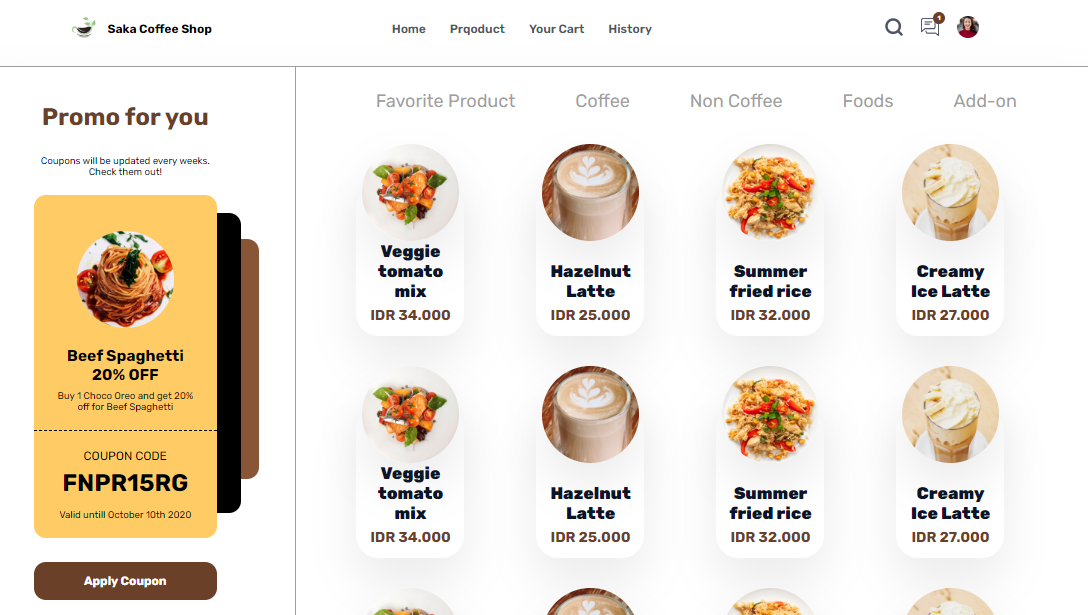 Saka Coffee Shop
Home
Prqoduct
Your Cart
History
1
Promo for you
Coupons will be updated every weeks.
Check them out!
Beef Spaghetti
20% OFF
Buy 1 Choco Oreo and get 20%
off for Beef Spaghetti
COUPON CODE
FNPR15RG
Valid untill October 10th 2020
Apply Coupon
Favorite Product
Coffee
Non Coffee
Foods
Add-on
Veggie
tomato
mix
IDR 34.000
Hazelnut
Latte
IDR 25.000
Summer
fried rice
IDR 32.000
Creamy
Ice Latte
IDR 27.000
Veggie
tomato
mix
IDR 34.000
Hazelnut
Latte
IDR 25.000
Summer
fried rice
IDR 32.000
Creamy
Ice Latte
IDR 27.000